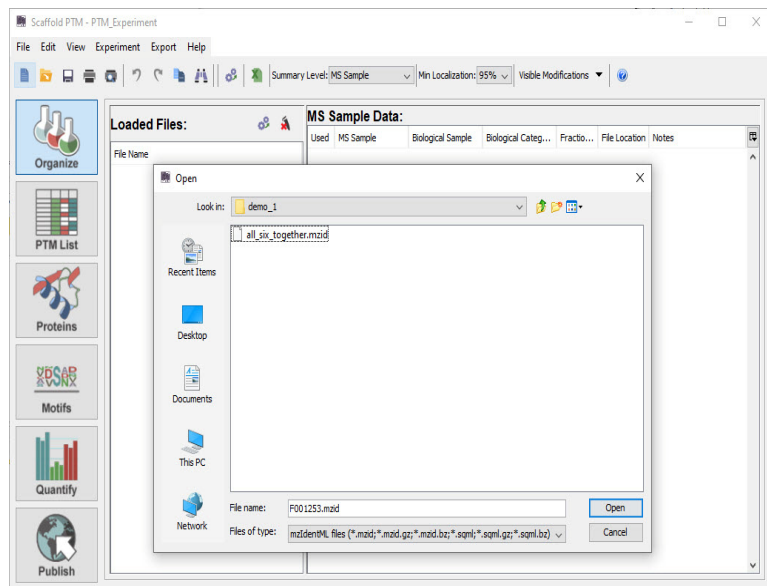 Scaffold PTM - PTM_Experiment
File Edit View Experiment Export Help
Summary Level: MS Sample Min Localization: 95% Visible Modifications
Organize
PTM List
Proteins
Motifs
Quantify
Publish
Loaded Files:
File Name
MS Sample Data:
Used MS Sample Biological Sample Biological Categ... Fractio... File Location Notes
Open
Look in: demo_1
all_six_together.mzid
Recent Items
Desktop
Documents
This PC
Network
File name: F001253.mzid Open
Files of type: mzIdentML files (*.mzid;*.mzid.gz;*.mzid.bz;*.sqml;*.sqml.gz;*.sqml.bz) Cancel